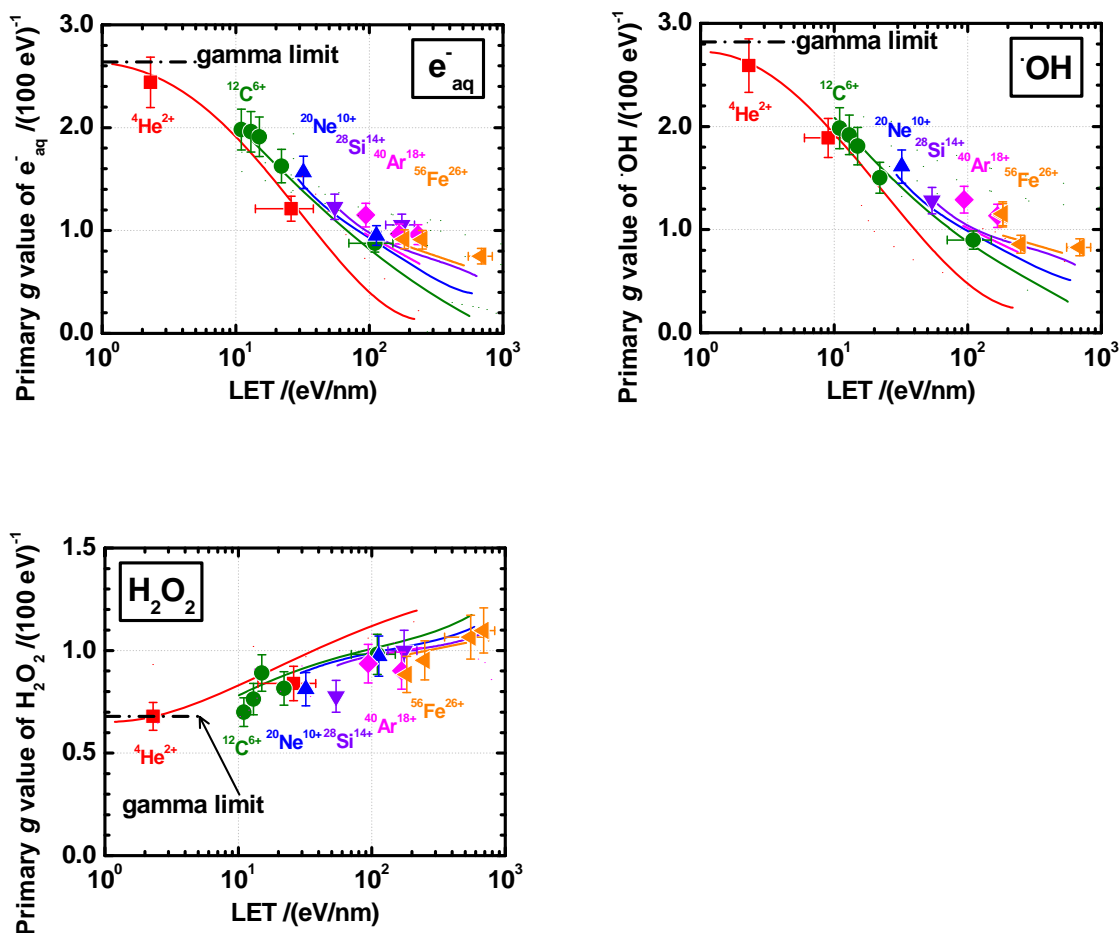 3.0
2.0
1.0
0.0
10⁰ 10¹ 10² 10³
LET /(eV/nm)
Primary g value of e⁻aq /(100 eV)⁻¹
gamma limit
e⁻aq
⁴He²⁺
¹²C⁶⁺
²⁰Ne¹⁰⁺
²⁸Si¹⁴⁺
⁴⁰Ar¹⁸⁺
⁵⁶Fe²⁶⁺
3.0
2.0
1.0
0.0
10⁰ 10¹ 10² 10³
LET /(eV/nm)
Primary g value of ·OH /(100 eV)⁻¹
gamma limit
·OH
⁴He²⁺
¹²C⁶⁺
²⁰Ne¹⁰⁺
²⁸Si¹⁴⁺
⁴⁰Ar¹⁸⁺
⁵⁶Fe²⁶⁺
1.5
1.0
0.5
0.0
10⁰ 10¹ 10² 10³
LET /(eV/nm)
Primary g value of H₂O₂ /(100 eV)⁻¹
H₂O₂
⁴He²⁺
¹²C⁶⁺ ²⁰Ne¹⁰⁺ ²⁸Si¹⁴⁺
⁴⁰Ar¹⁸⁺
⁵⁶Fe²⁶⁺
gamma limit